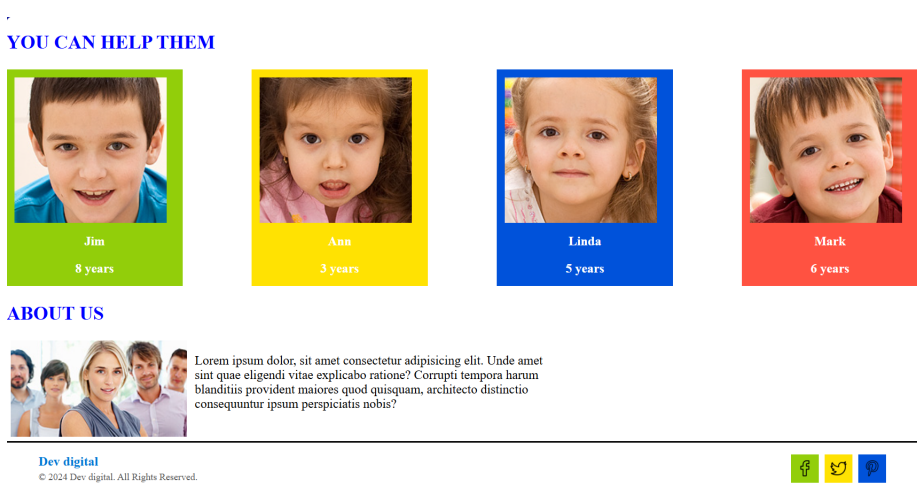 YOU CAN HELP THEM
Jim
8 years
Ann
3 years
Linda
5 years
Mark
6 years
ABOUT US
Lorem ipsum dolor, sit amet consectetur adipisicing elit. Unde amet
sint quae eligendi vitae explicabo ratione? Corrupti tempora harum
blanditiis provident maiores quod quisquam, architecto distinctio
consequuntur ipsum perspiciatis nobis?
Dev digital
© 2024 Dev digital. All Rights Reserved.